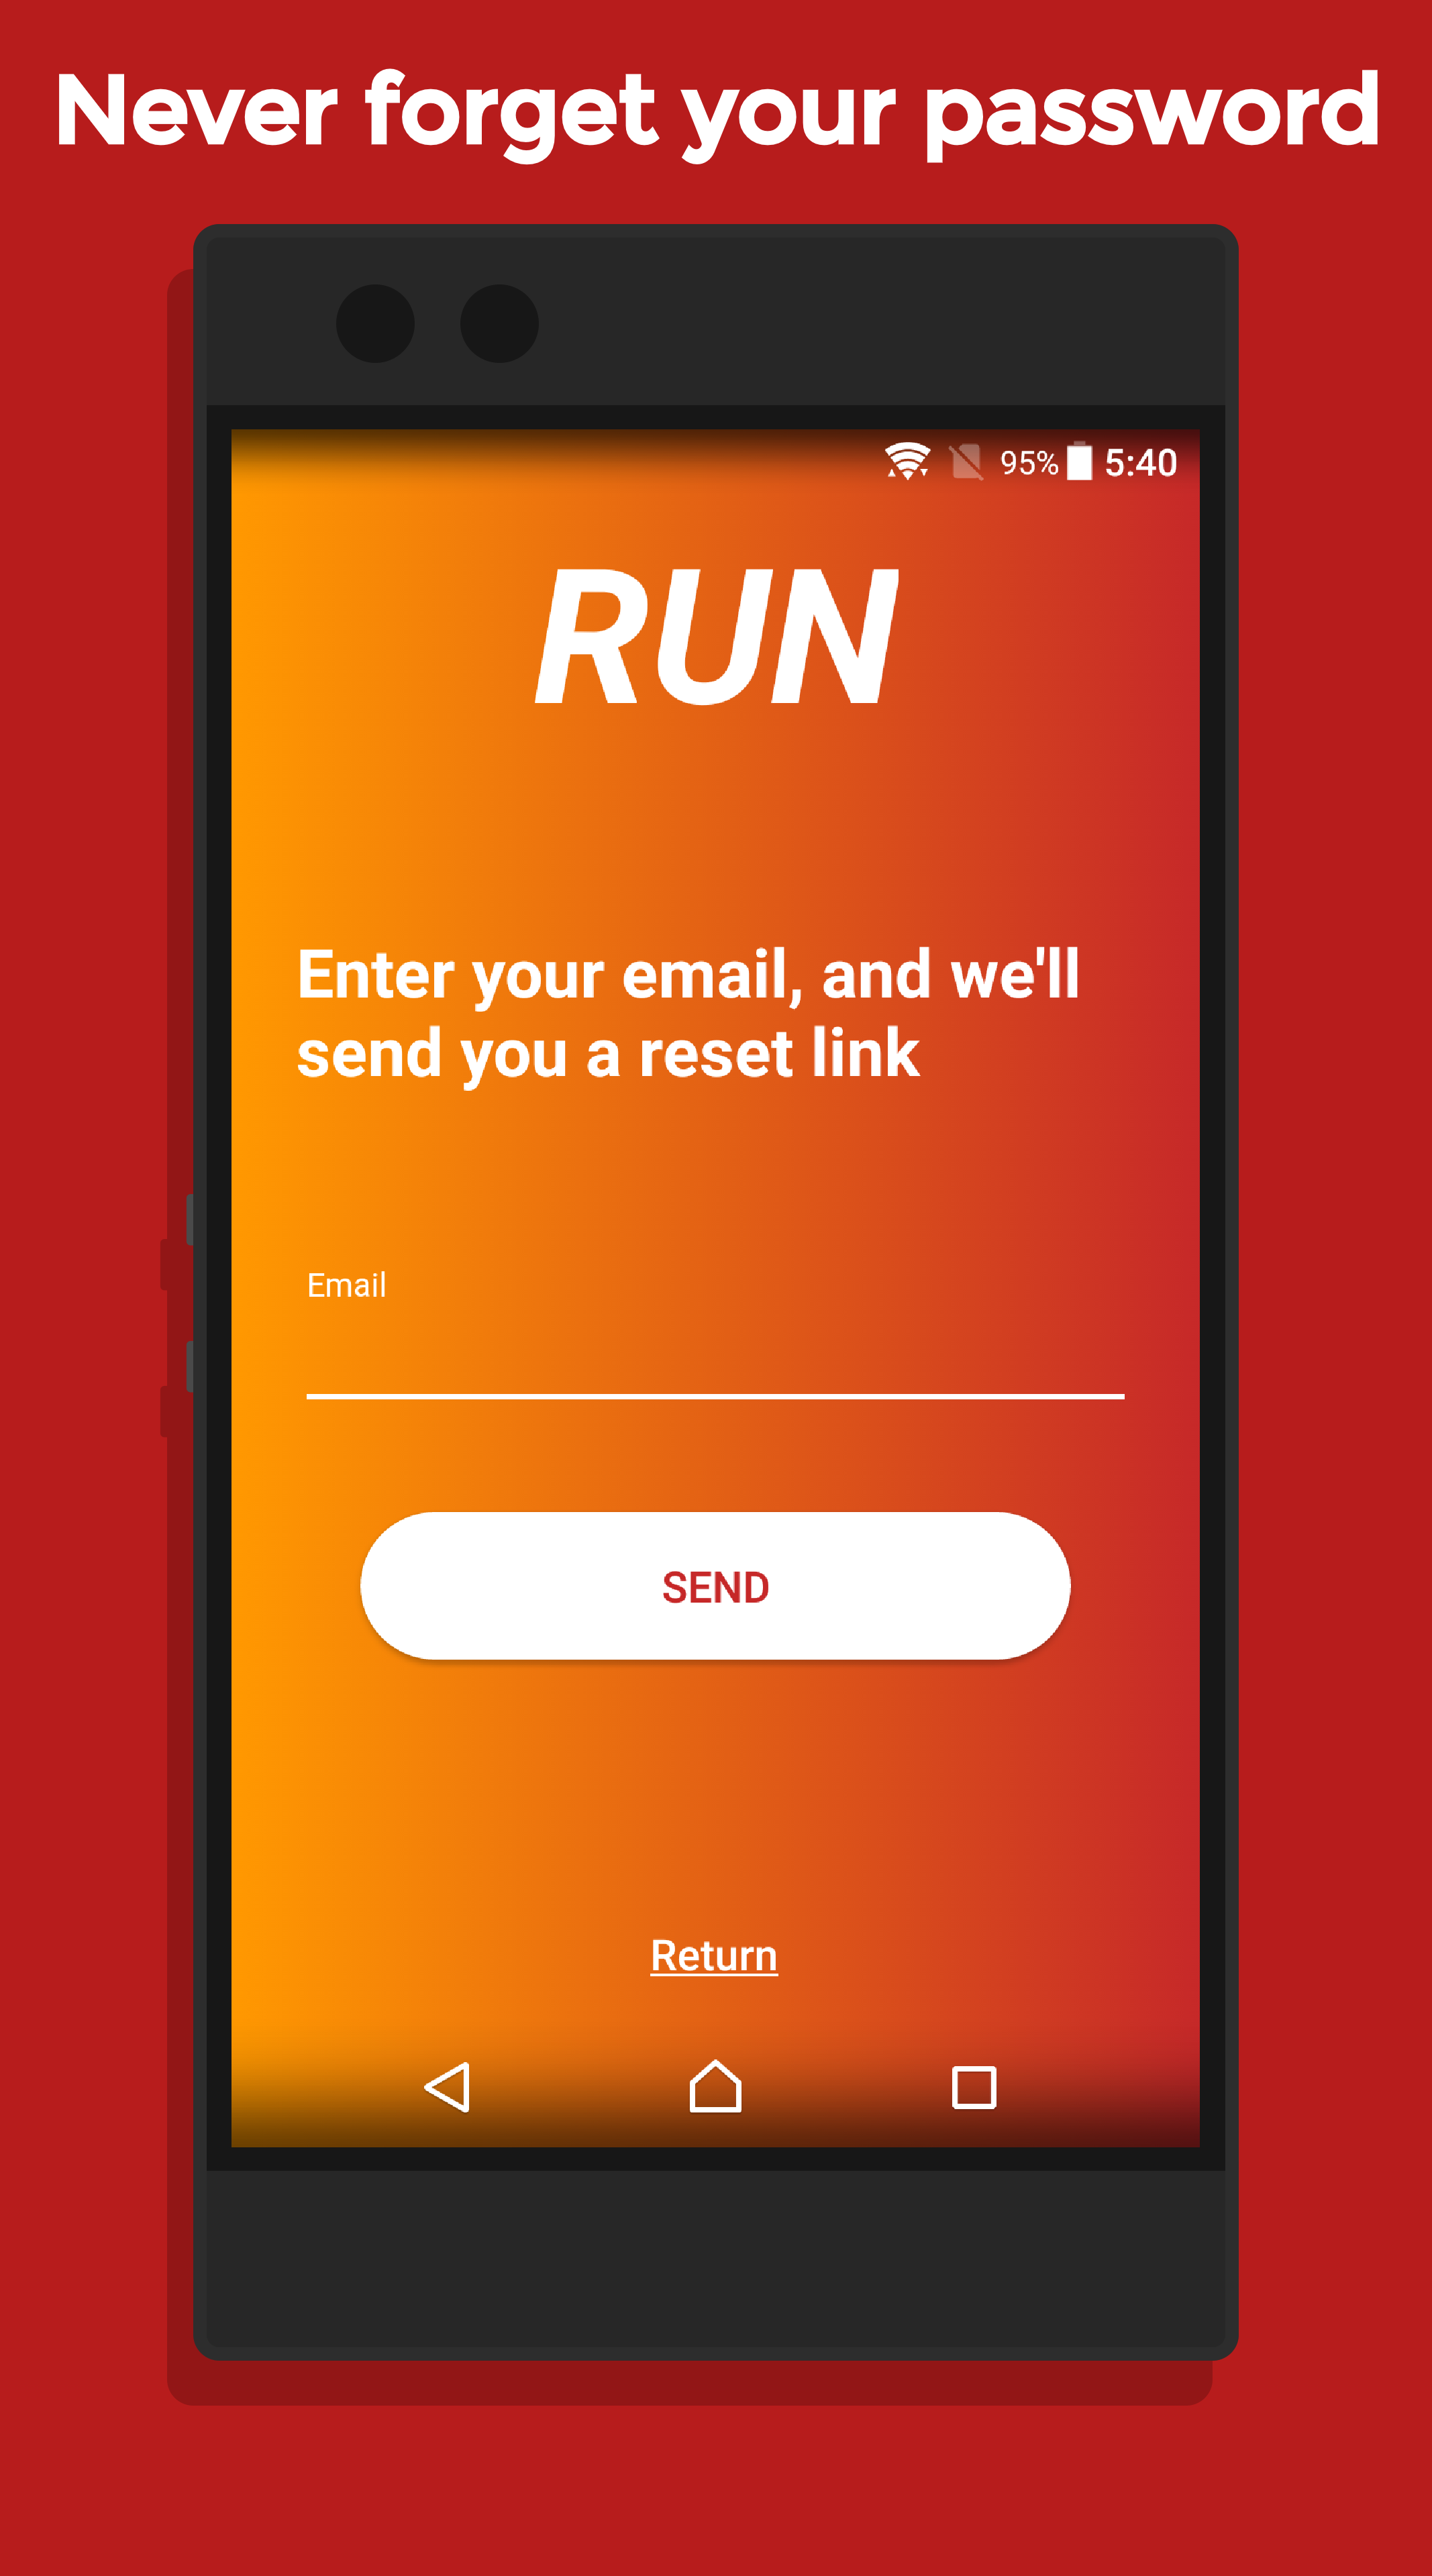 Never forget your password
95% 5:40
RUN
Enter your email, and we'll
send you a reset link
Email
SEND
Return